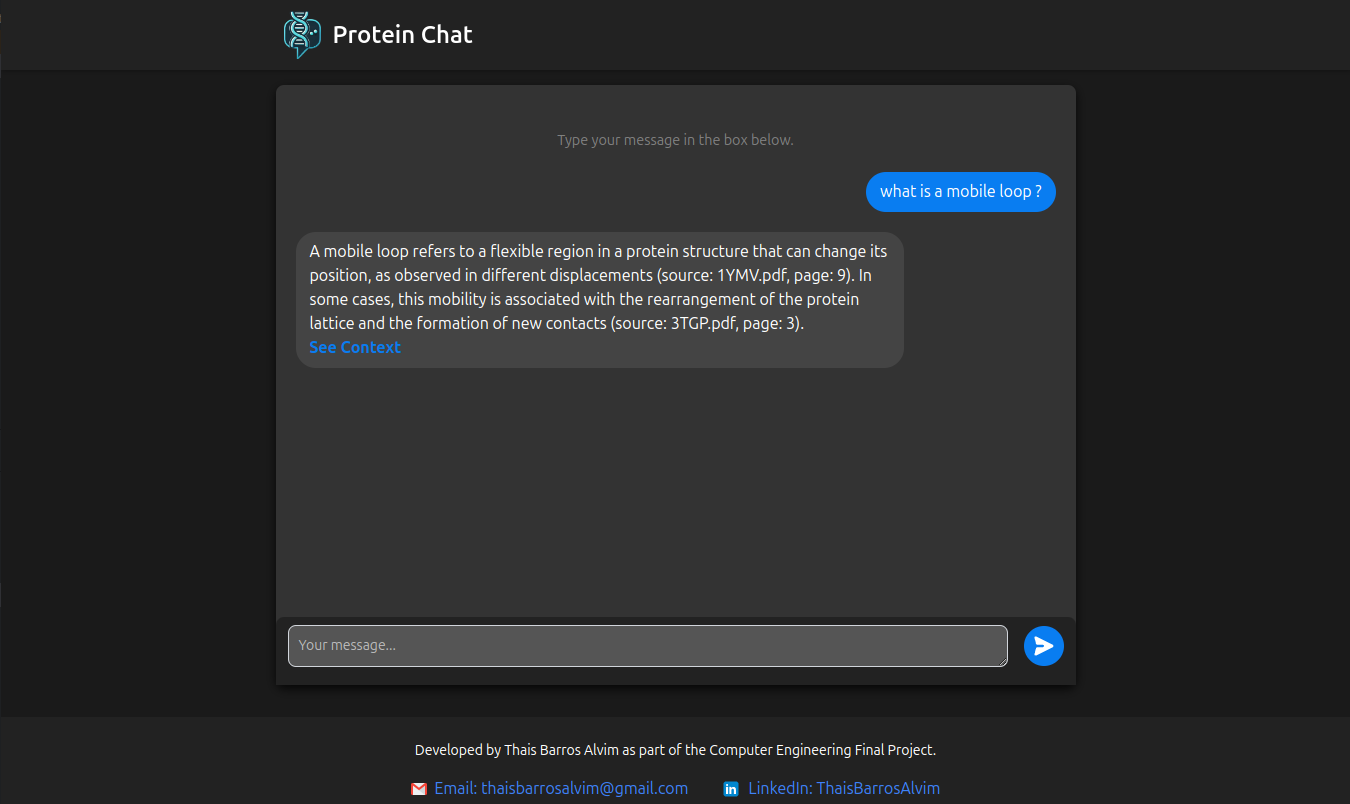 Protein Chat
Type your message in the box below.
what is a mobile loop ?
A mobile loop refers to a flexible region in a protein structure that can change its
position, as observed in different displacements (source: 1YMV.pdf, page: 9). In
some cases, this mobility is associated with the rearrangement of the protein
lattice and the formation of new contacts (source: 3TGP.pdf, page: 3).
See Context
Your message...
Developed by Thais Barros Alvim as part of the Computer Engineering Final Project.
Email: thaisbarrosalvim@gmail.com
in LinkedIn: ThaisBarrosAlvim